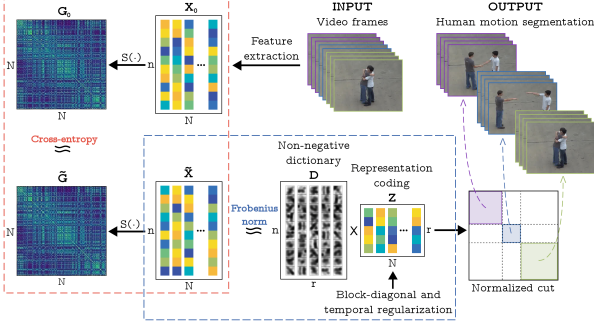 G₀
X₀
INPUT
Video frames
OUTPUT
Human motion segmentation
N
S(·)
n
...
Feature
extraction
N
N
Cross-entropy
≈
G̃
X̃
Non-negative
dictionary
D
Representation
coding
Z
N
S(·)
n
...
Frobenius
norm
≈
n
X
...
r
N
N
r
N
Block-diagonal and
temporal regularization
Normalized cut